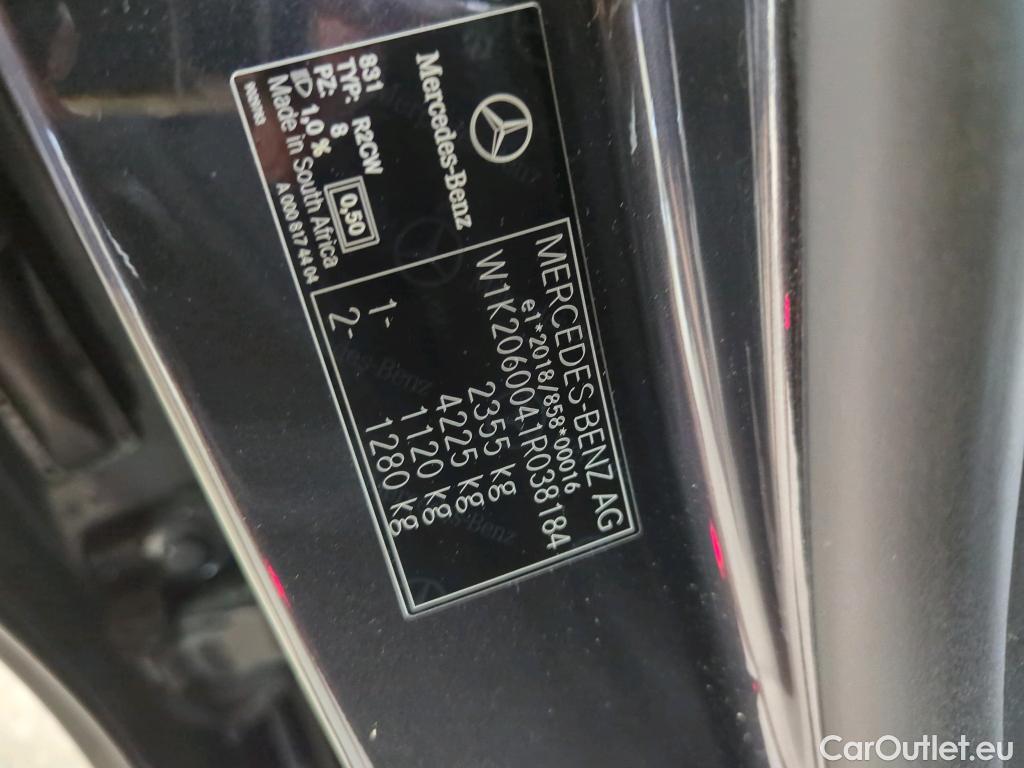 Mercedes-Benz
MERCEDES-BENZ AG
e1*2018/858*00016
W1K2060041R038184
2355 kg
4225 kg
1- 1120 kg
2- 1280 kg
831
TYP: R2CW
PZ: 8
1,0 % 0,50
Made in South Africa
A 000 817 44 04
CarOutlet.eu